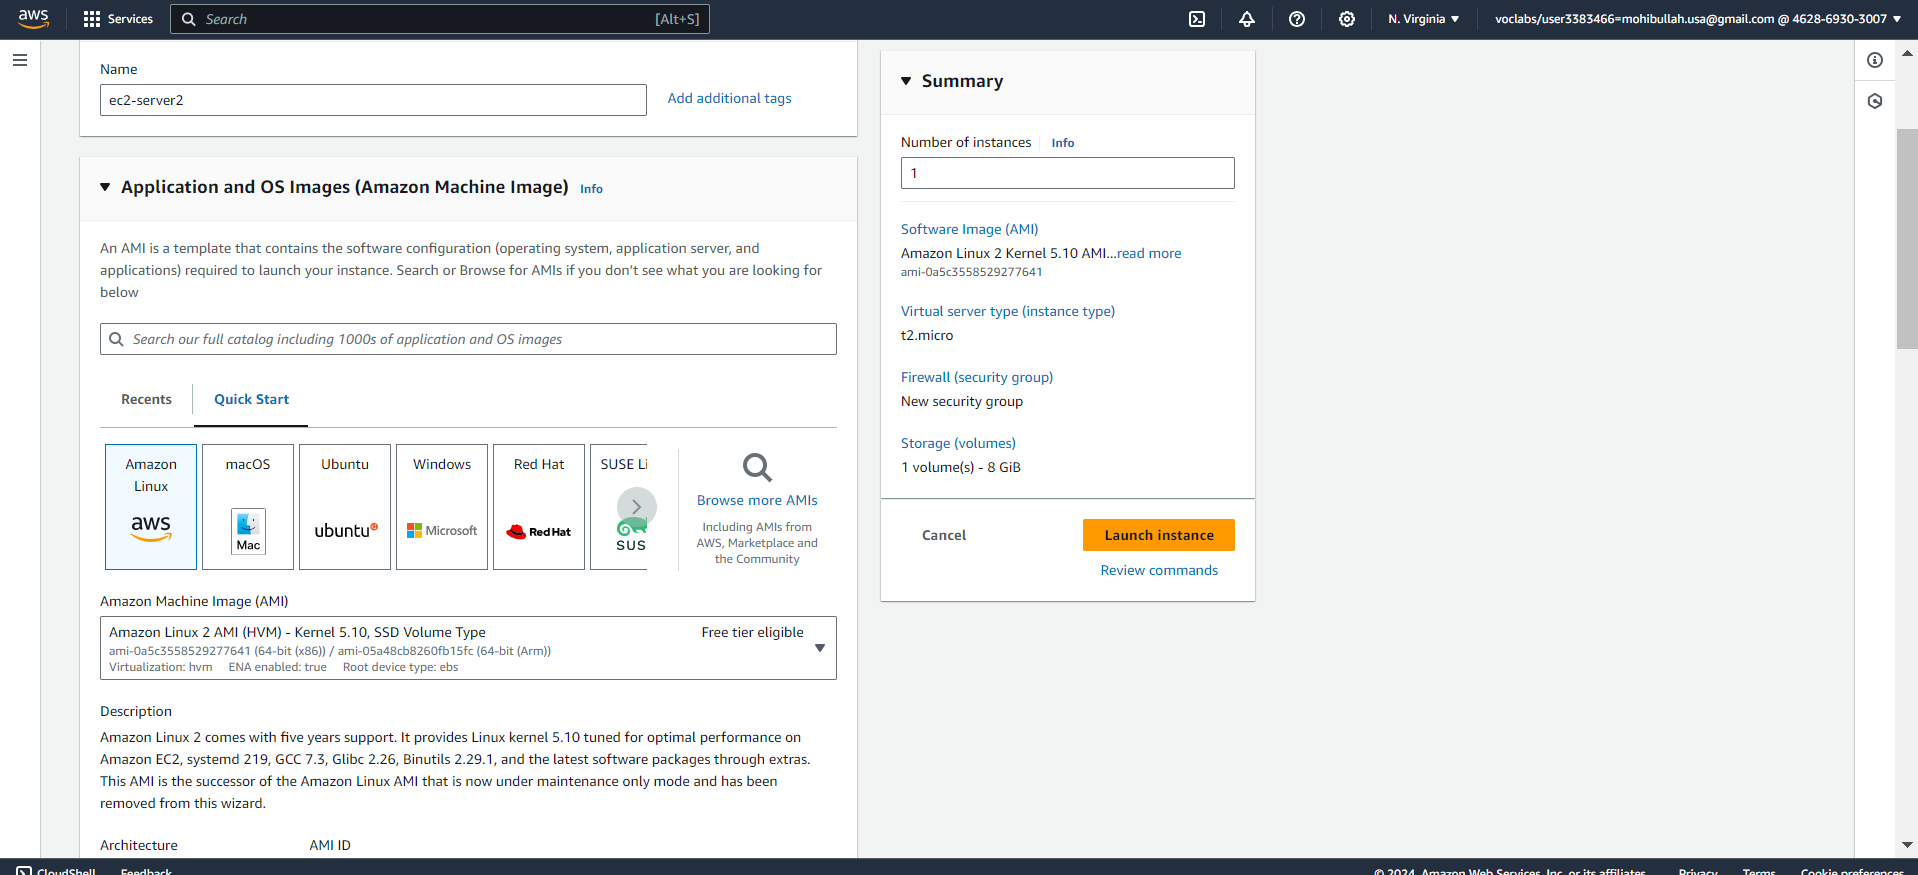 aws Services Search [Alt+S] N. Virginia voclabs/user3383466=mohibullah.usa@gmail.com @ 4628-6930-3007
Name
ec2-server2
Add additional tags
Application and OS Images (Amazon Machine Image) Info
An AMI is a template that contains the software configuration (operating system, application server, and
applications) required to launch your instance. Search or Browse for AMIs if you don't see what you are looking for
below
Search our full catalog including 1000s of application and OS images
Recents
Quick Start
Amazon
Linux
aws
macOS
Mac
Ubuntu
ubuntu
Windows
Microsoft
Red Hat
Red Hat
SUSE Li
SUS
Browse more AMIs
Including AMIs from
AWS, Marketplace and
the Community
Amazon Machine Image (AMI)
Amazon Linux 2 AMI (HVM) - Kernel 5.10, SSD Volume Type
Free tier eligible
ami-0a5c3558529277641 (64-bit (x86)) / ami-05a48cb8260fb15fc (64-bit (Arm))
Virtualization: hvm ENA enabled: true Root device type: ebs
Description
Amazon Linux 2 comes with five years support. It provides Linux kernel 5.10 tuned for optimal performance on
Amazon EC2, systemd 219, GCC 7.3, Glibc 2.26, Binutils 2.29.1, and the latest software packages through extras.
This AMI is the successor of the Amazon Linux AMI that is now under maintenance only mode and has been
removed from this wizard.
Architecture
AMI ID
Summary
Number of instances Info
1
Software Image (AMI)
Amazon Linux 2 Kernel 5.10 AMI...read more
ami-0a5c3558529277641
Virtual server type (instance type)
t2.micro
Firewall (security group)
New security group
Storage (volumes)
1 volume(s) - 8 GiB
Cancel
Launch instance
Review commands
CloudShell Feedback © 2024, Amazon Web Services, Inc. or its affiliates. Privacy Terms Cookie preferences